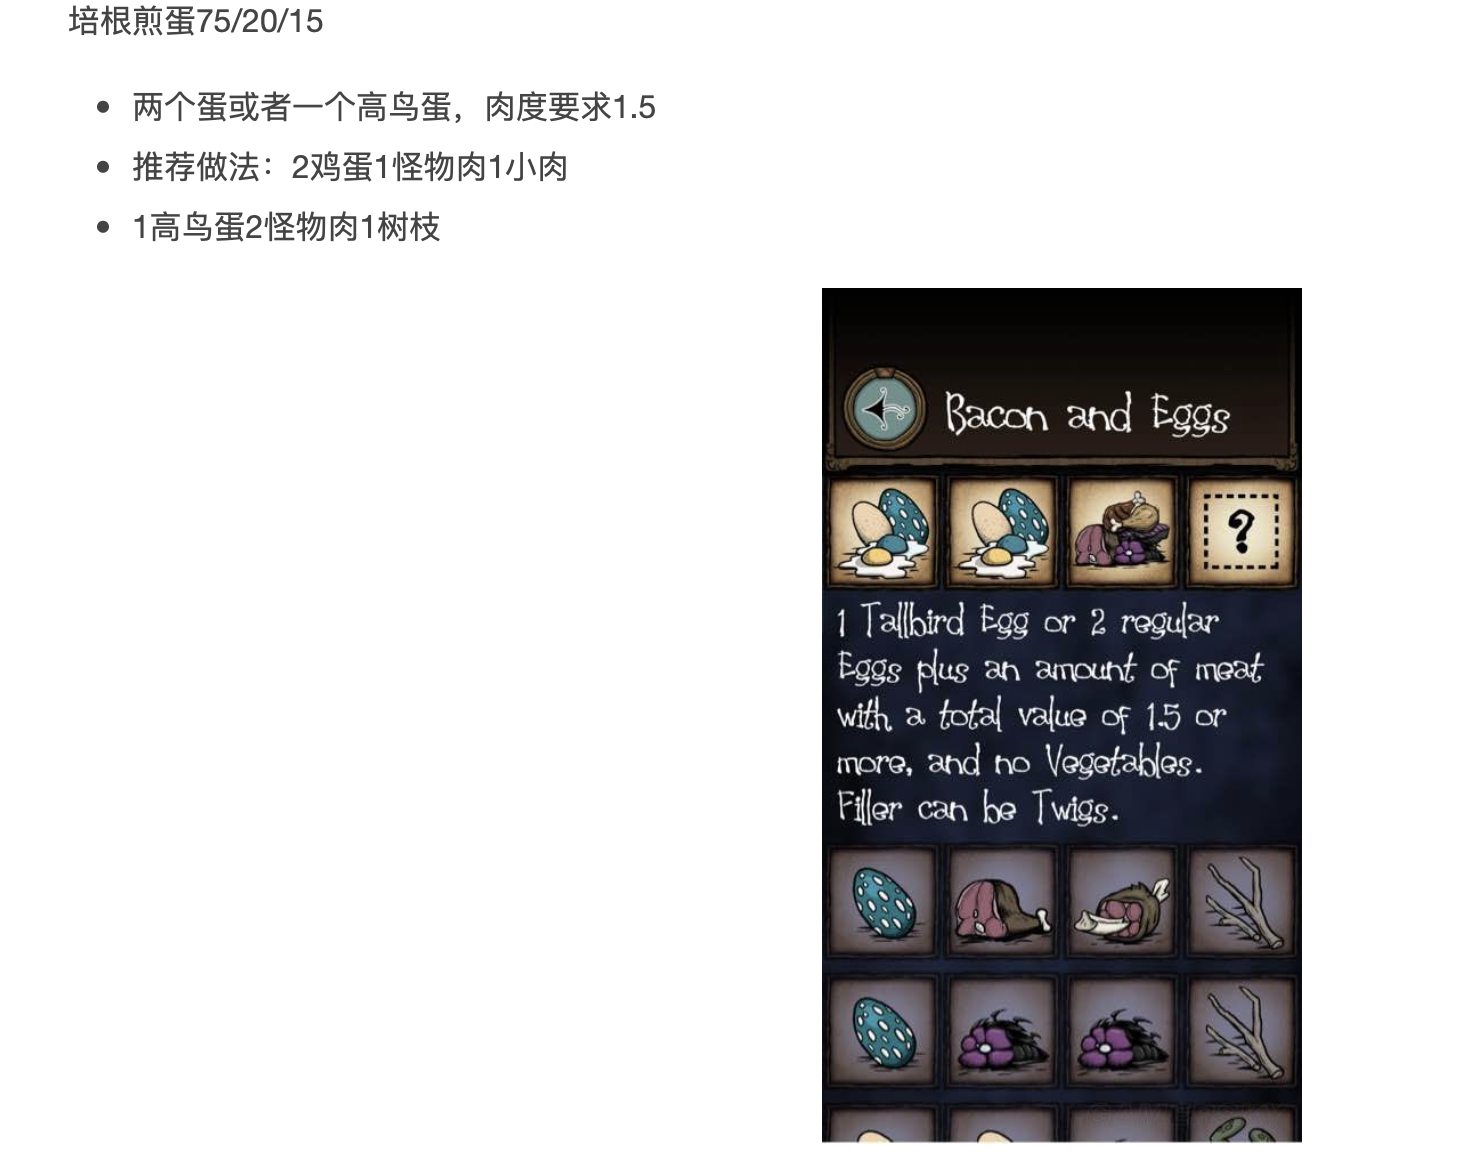 培根煎蛋75/20/15
两个蛋或者一个高鸟蛋，肉度要求1.5
推荐做法：2鸡蛋1怪物肉1小肉
1高鸟蛋2怪物肉1树枝
Bacon and Eggs
?
1 Tallbird Egg or 2 regular
Eggs plus an amount of meat
with a total value of 1.5 or
more, and no Vegetables.
Filler can be Twigs.